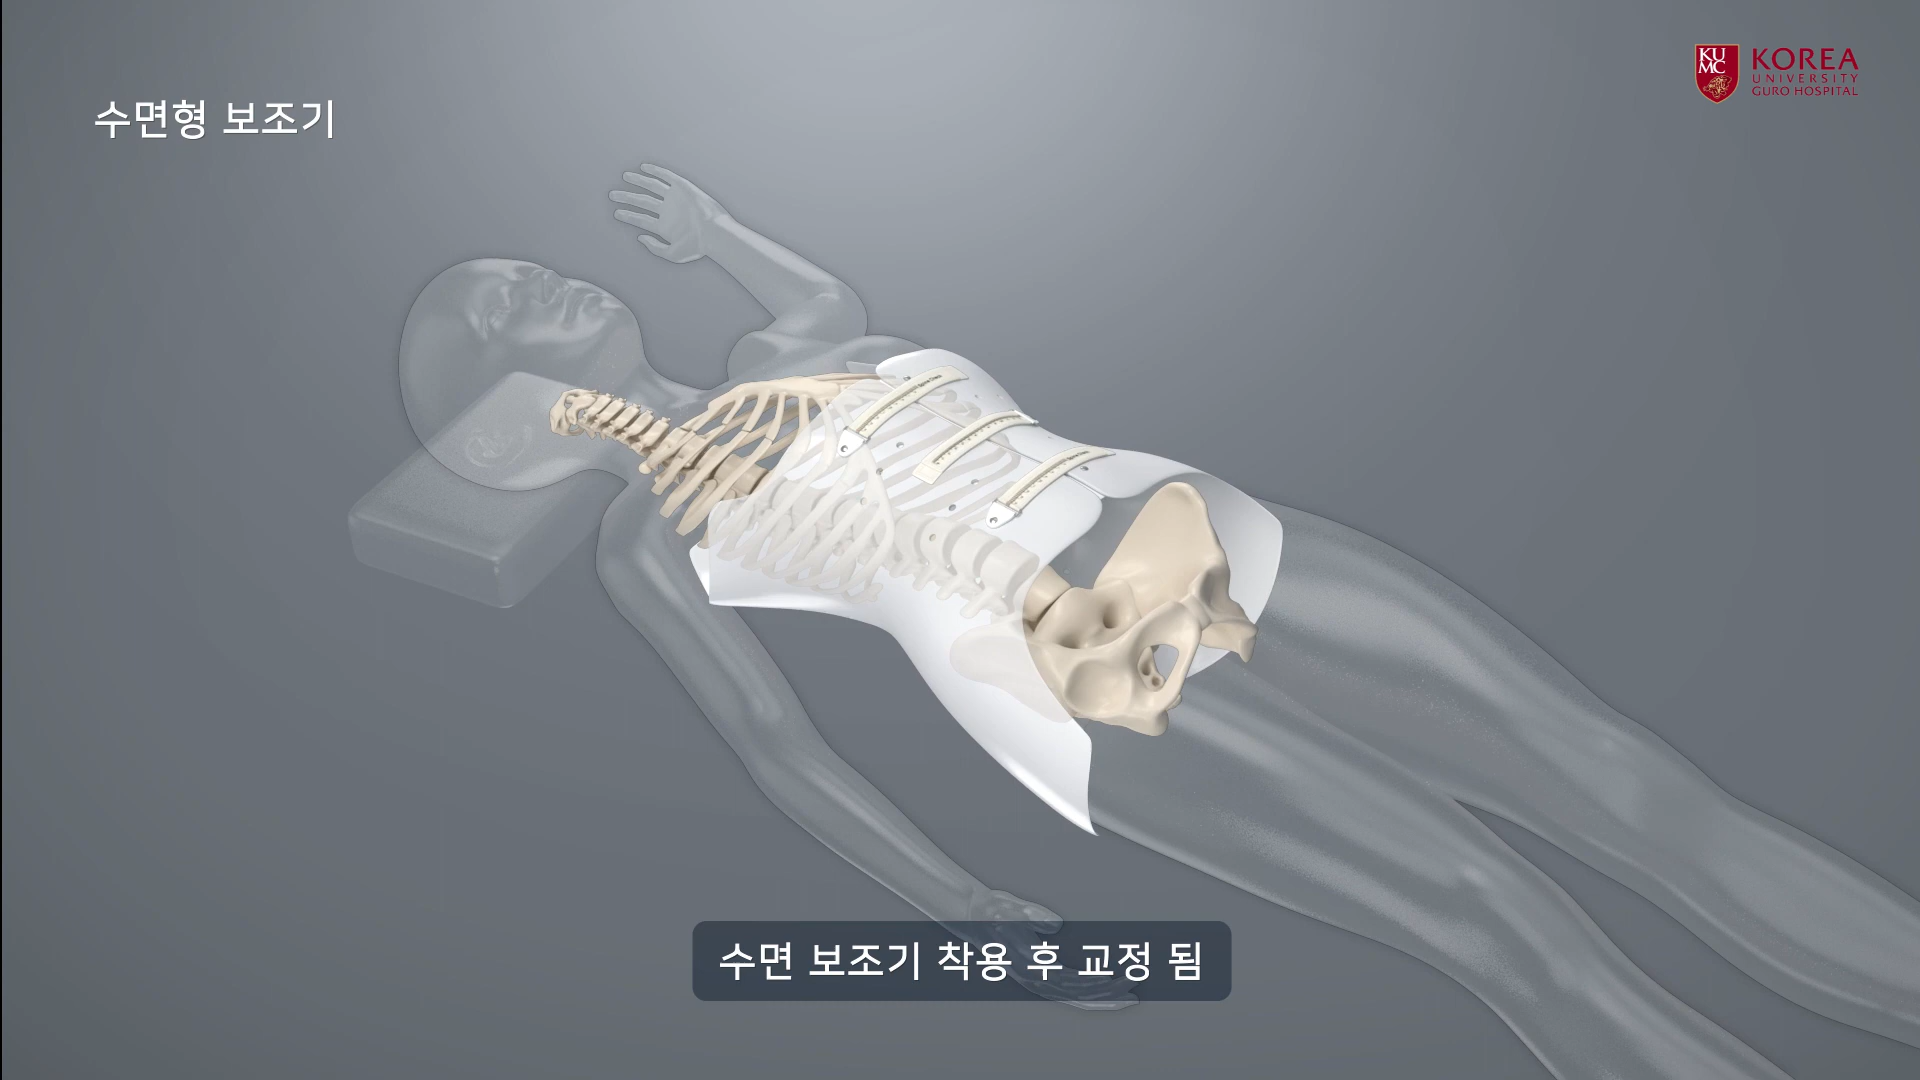 수면형 보조기
KU
MC
KOREA
UNIVERSITY
GURO HOSPITAL
수면 보조기 착용 후 교정 됨